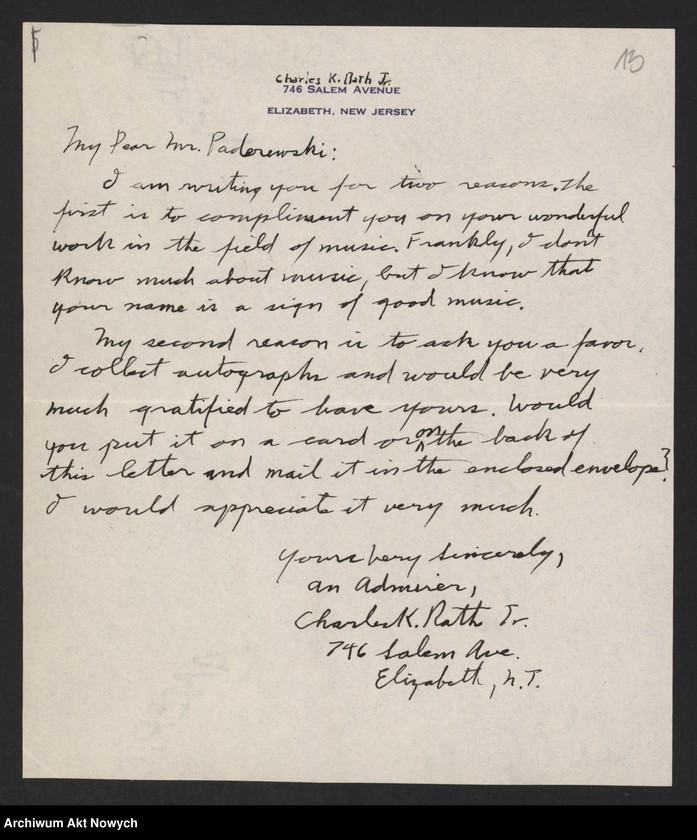 13
Charles K. Rath Jr.
746 SALEM AVENUE
ELIZABETH, NEW JERSEY
My Dear Mr. Paderewski:
I am writing you for two reasons. The
first is to compliment you on your wonderful
work in the field of music. Frankly, I don't
know much about music, but I know that
your name is a sign of good music.
My second reason is to ask you a favor.
I collect autographs and would be very
much gratified to have yours. Would
you put it on a card or on the back of
this letter and mail it in the enclosed envelope?
I would appreciate it very much.
Yours Very Sincerely,
An Admirer,
Charles K. Rath Jr.
746 Salem Ave.
Elizabeth, N.J.
Archiwum Akt Nowych